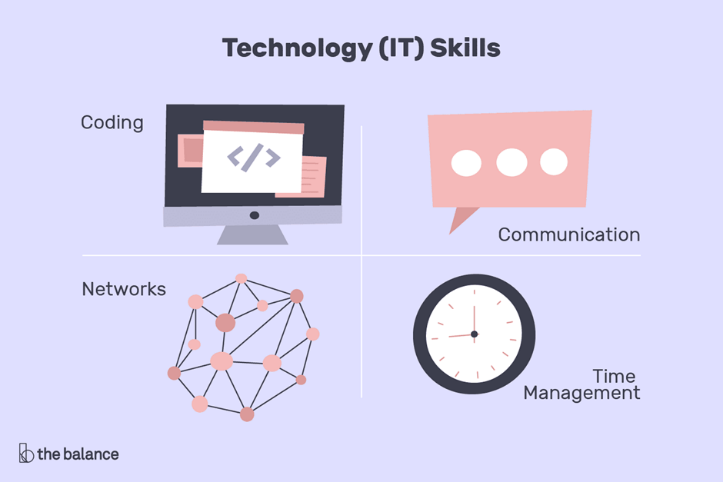 Technology (IT) Skills
Coding
</>
Communication
Networks
Time
Management
the balance